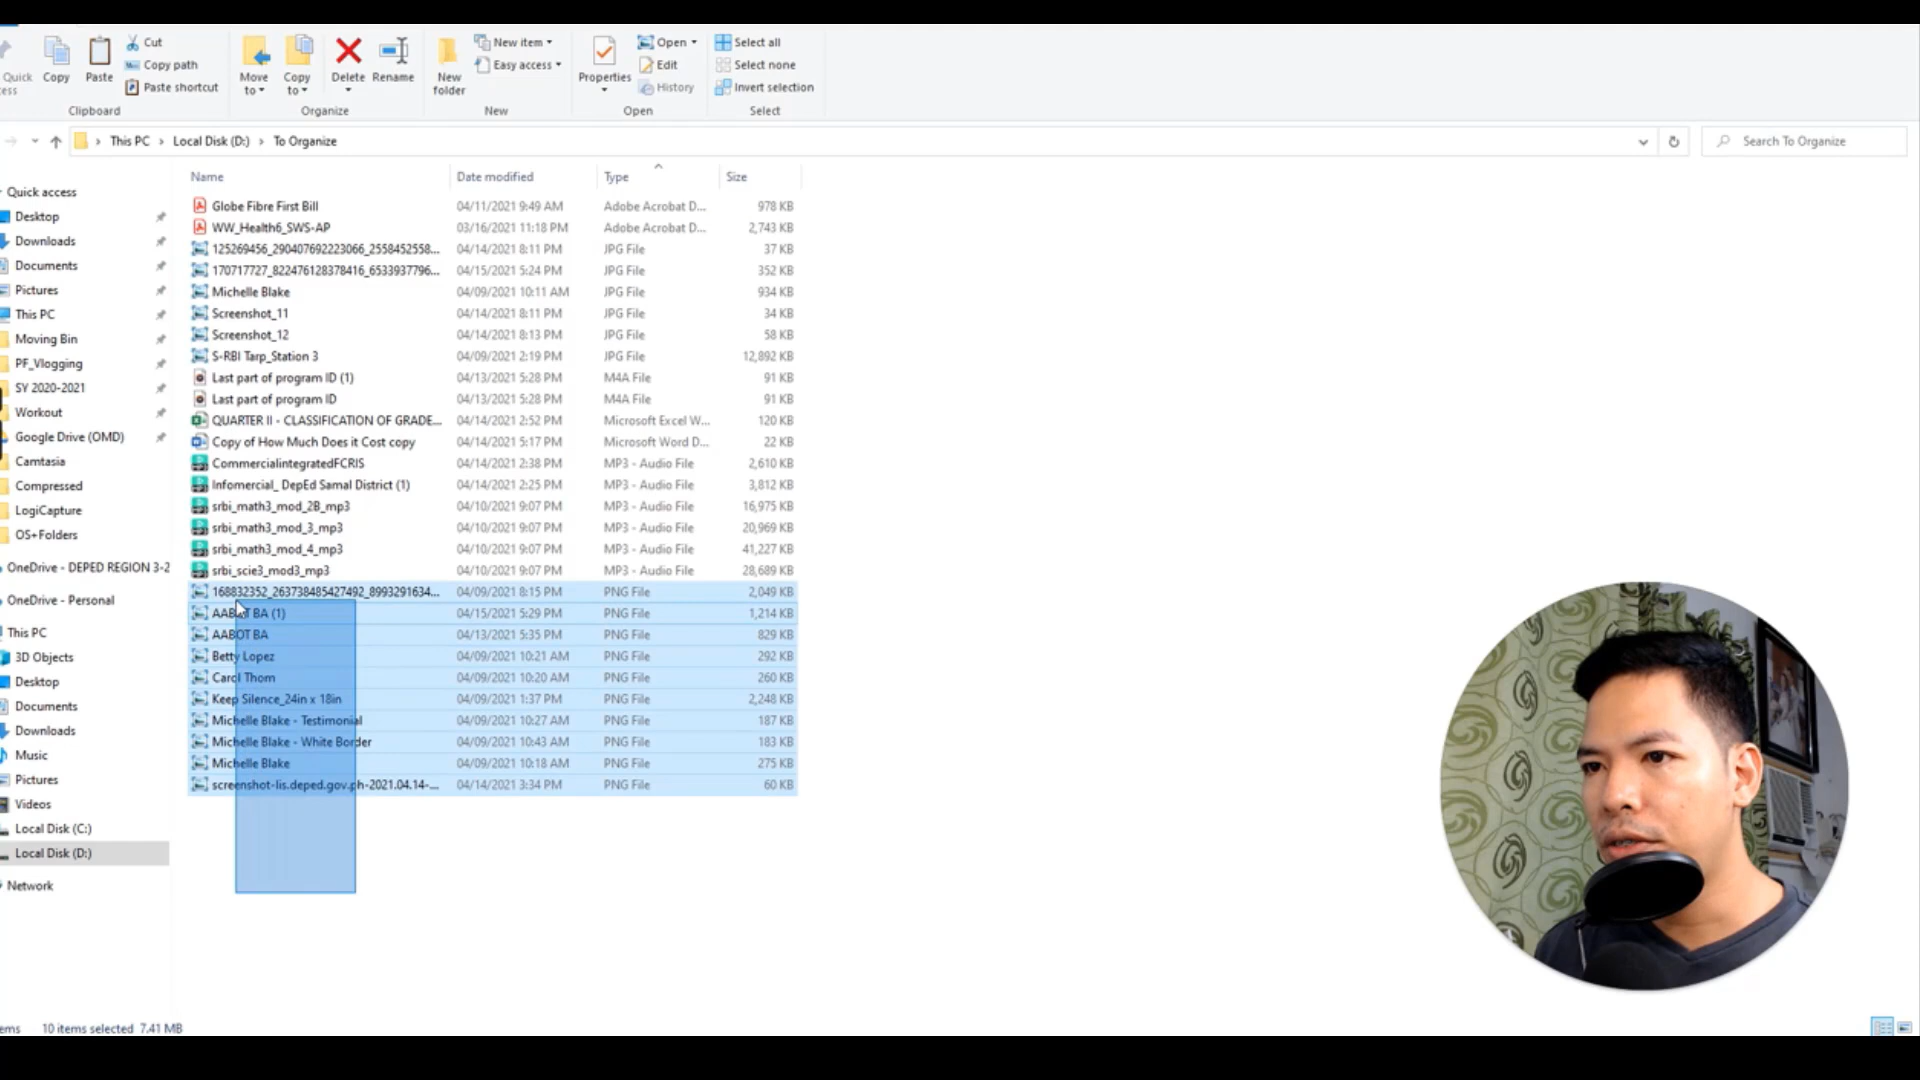 Cut
Copy path
Paste shortcut
Quick
Copy
Paste
Clipboard
Move to
Copy to
Delete
Rename
Organize
New folder
New item
Easy access
New
Properties
Open
Edit
History
Open
Select all
Select none
Invert selection
Select
This PC > Local Disk (D:) > To Organize
Search To Organize
Quick access
Desktop
Downloads
Documents
Pictures
This PC
Moving Bin
PF_Vlogging
SY 2020-2021
Workout
Google Drive (OMD)
Camtasia
Compressed
LogiCapture
OS+Folders
OneDrive - DEPED REGION 3-2
OneDrive - Personal
This PC
3D Objects
Desktop
Documents
Downloads
Music
Pictures
Videos
Local Disk (C:)
Local Disk (D:)
Network
Name Date modified Type Size
Globe Fibre First Bill 04/11/2021 9:49 AM Adobe Acrobat D... 978 KB
WW_Health6_SWS-AP 03/16/2021 11:18 PM Adobe Acrobat D... 2,743 KB
125269456_290407692223066_2558452558... 04/14/2021 8:11 PM JPG File 37 KB
170717727_822476128378416_6533937796... 04/15/2021 5:24 PM JPG File 352 KB
Michelle Blake 04/09/2021 10:11 AM JPG File 934 KB
Screenshot_11 04/14/2021 8:11 PM JPG File 34 KB
Screenshot_12 04/14/2021 8:13 PM JPG File 58 KB
S-RBI Tarp_Station 3 04/09/2021 2:19 PM JPG File 12,892 KB
Last part of program ID (1) 04/13/2021 5:28 PM M4A File 91 KB
Last part of program ID 04/13/2021 5:28 PM M4A File 91 KB
QUARTER II - CLASSIFICATION OF GRADE... 04/14/2021 2:52 PM Microsoft Excel W... 120 KB
Copy of How Much Does it Cost copy 04/14/2021 5:17 PM Microsoft Word D... 22 KB
CommercialintegratedFCRIS 04/14/2021 2:38 PM MP3 - Audio File 2,610 KB
Infomercial_ DepEd Samal District (1) 04/14/2021 2:25 PM MP3 - Audio File 3,812 KB
srbi_math3_mod_2B_mp3 04/10/2021 9:07 PM MP3 - Audio File 16,975 KB
srbi_math3_mod_3_mp3 04/10/2021 9:07 PM MP3 - Audio File 20,969 KB
srbi_math3_mod_4_mp3 04/10/2021 9:07 PM MP3 - Audio File 41,227 KB
srbi_scie3_mod3_mp3 04/10/2021 9:07 PM MP3 - Audio File 28,689 KB
168832352_263738485427492_8993291634... 04/09/2021 8:15 PM PNG File 2,049 KB
AABOT BA (1) 04/15/2021 5:29 PM PNG File 1,214 KB
AABOT BA 04/13/2021 5:35 PM PNG File 829 KB
Betty Lopez 04/09/2021 10:21 AM PNG File 292 KB
Carol Thom 04/09/2021 10:20 AM PNG File 260 KB
Keep Silence_24in x 18in 04/09/2021 1:37 PM PNG File 2,248 KB
Michelle Blake - Testimonial 04/09/2021 10:27 AM PNG File 187 KB
Michelle Blake - White Border 04/09/2021 10:43 AM PNG File 183 KB
Michelle Blake 04/09/2021 10:18 AM PNG File 275 KB
screenshot-lis.deped.gov.ph-2021.04.14-... 04/14/2021 3:34 PM PNG File 60 KB
10 items selected 7.41 MB